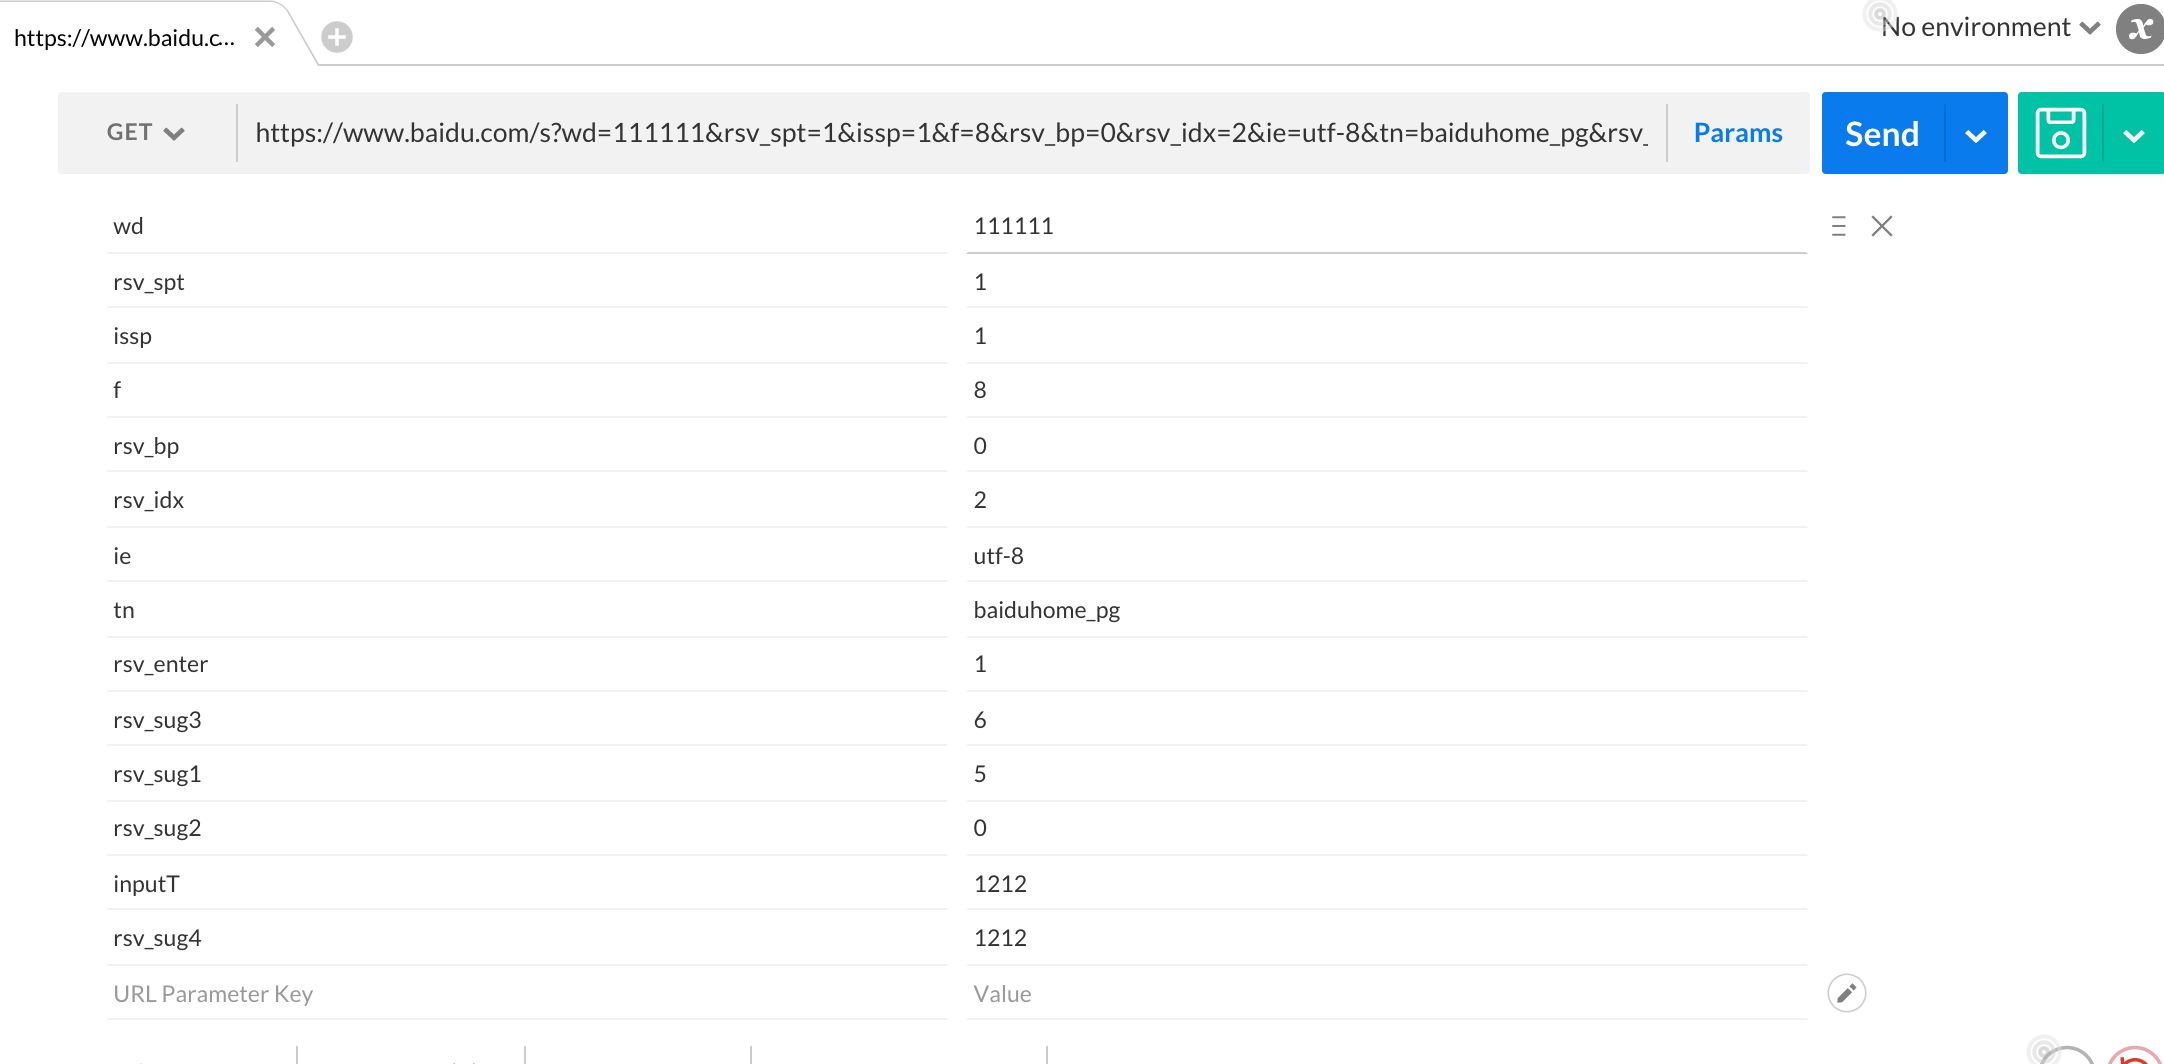 https://www.baidu.c...
No environment
GET https://www.baidu.com/s?wd=111111&rsv_spt=1&issp=1&f=8&rsv_bp=0&rsv_idx=2&ie=utf-8&tn=baiduhome_pg&rsv_ Params Send
wd 111111
rsv_spt 1
issp 1
f 8
rsv_bp 0
rsv_idx 2
ie utf-8
tn baiduhome_pg
rsv_enter 1
rsv_sug3 6
rsv_sug1 5
rsv_sug2 0
inputT 1212
rsv_sug4 1212
URL Parameter Key Value